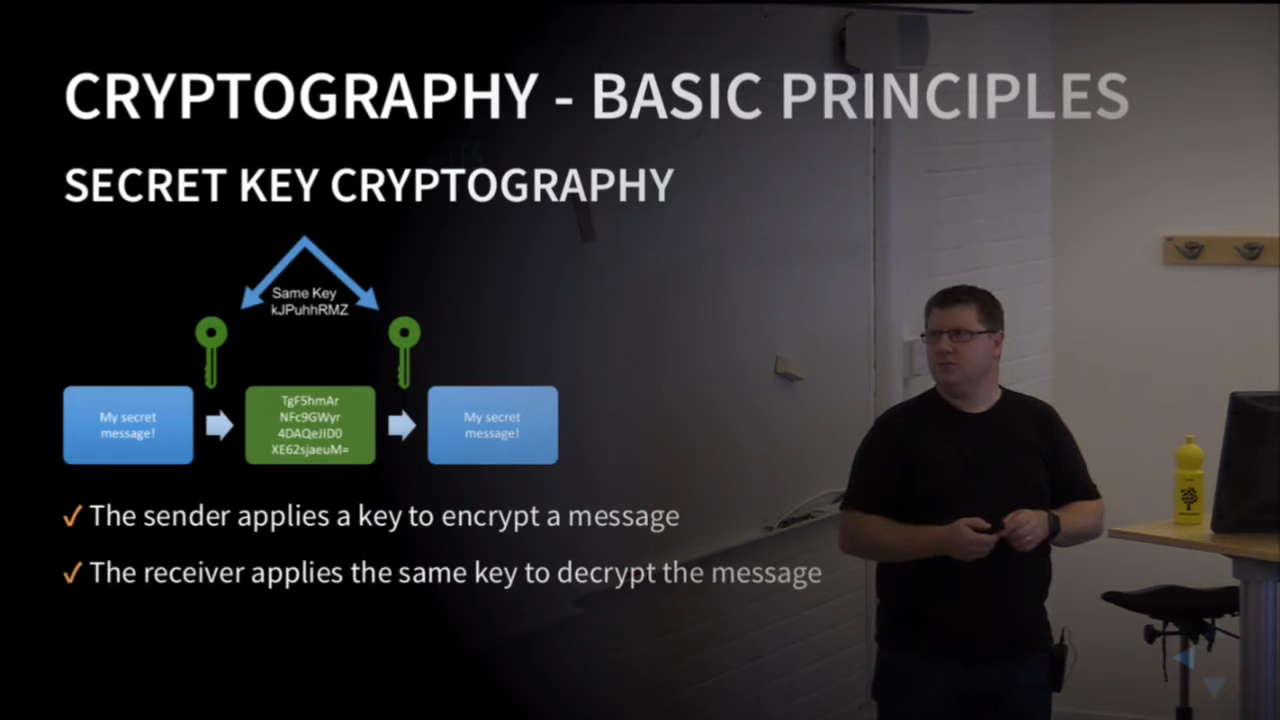 CRYPTOGRAPHY - BASIC PRINCIPLES
SECRET KEY CRYPTOGRAPHY
Same Key
kJPuhhRMZ
My secret
message!
TgF5hmAr
NFc9GWyr
4DAQeJID0
XE62sjaeuM=
My secret
message!
✓ The sender applies a key to encrypt a message
✓ The receiver applies the same key to decrypt the message